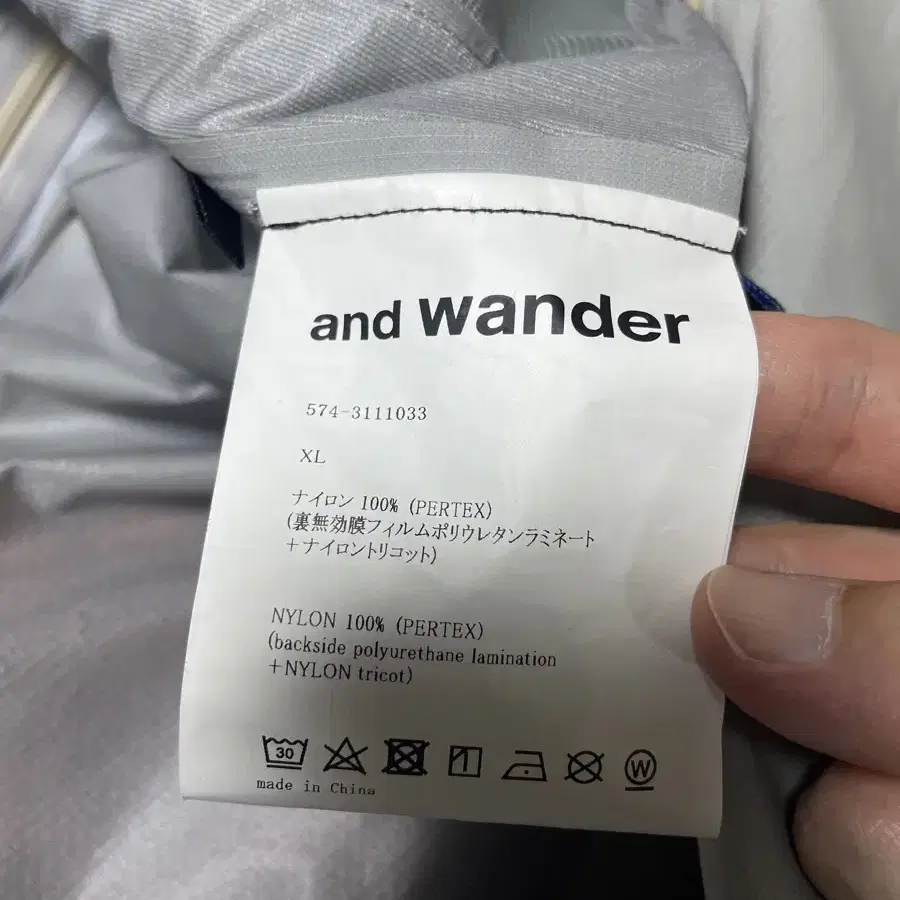 and wander
574-3111033
XL
ナイロン 100% (PERTEX)
(裏無効膜フィルムポリウレタンラミネート
+ナイロントリコット)
NYLON 100% (PERTEX)
(backside polyurethane lamination
+NYLON tricot)
30
W
made in China